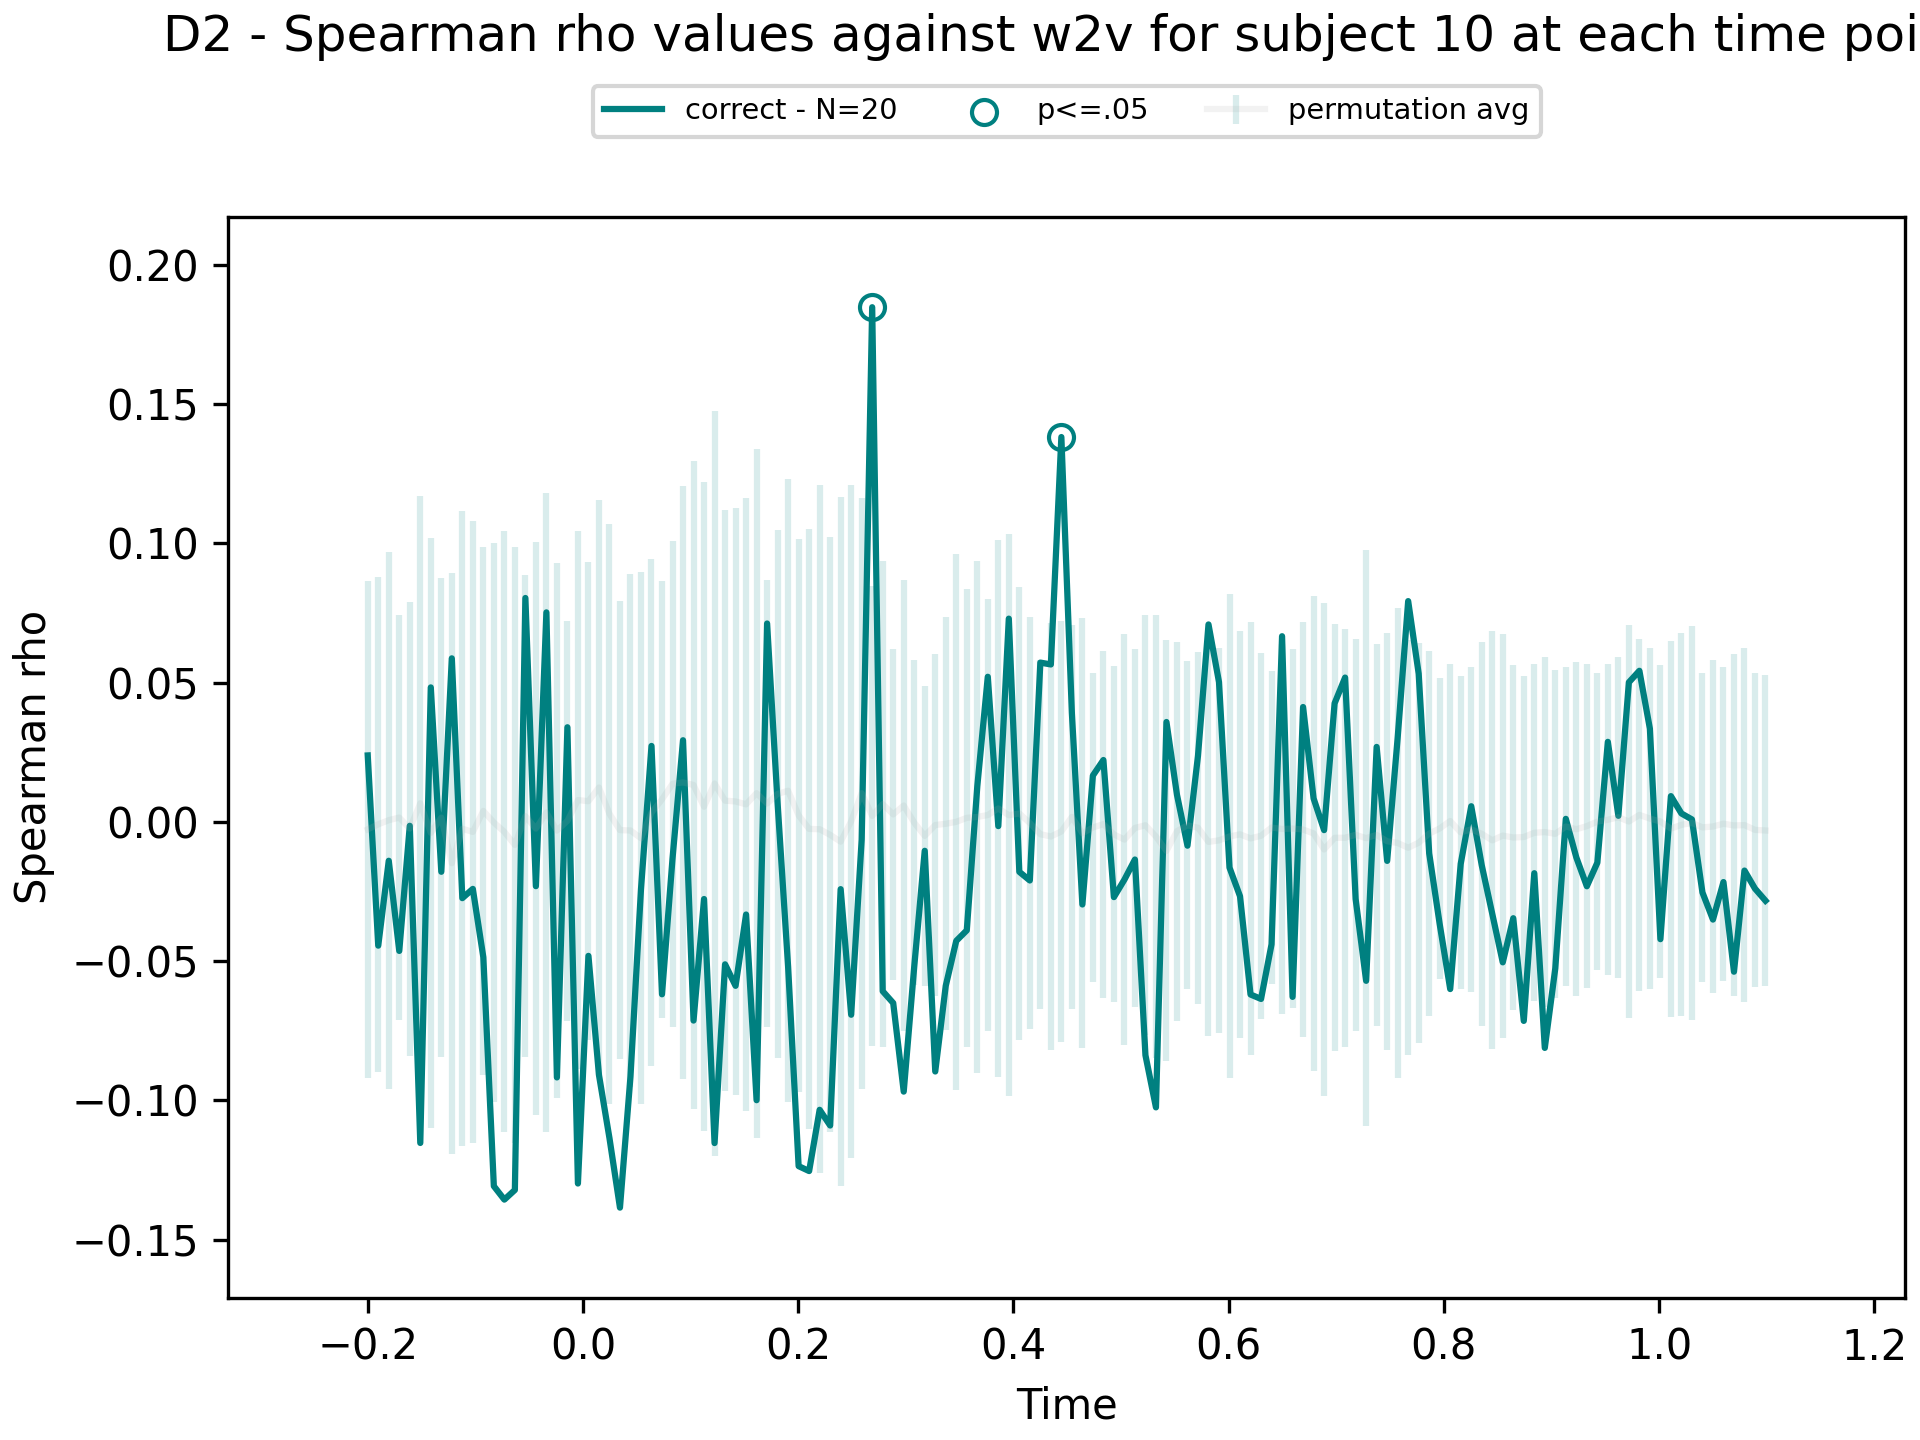 D2 - Spearman rho values against w2v for subject 10 at each time poi
correct - N=20 p<=.05 permutation avg
0.20
0.15
0.10
0.05
0.00
−0.05
−0.10
−0.15
Spearman rho
−0.2 0.0 0.2 0.4 0.6 0.8 1.0 1.2
Time